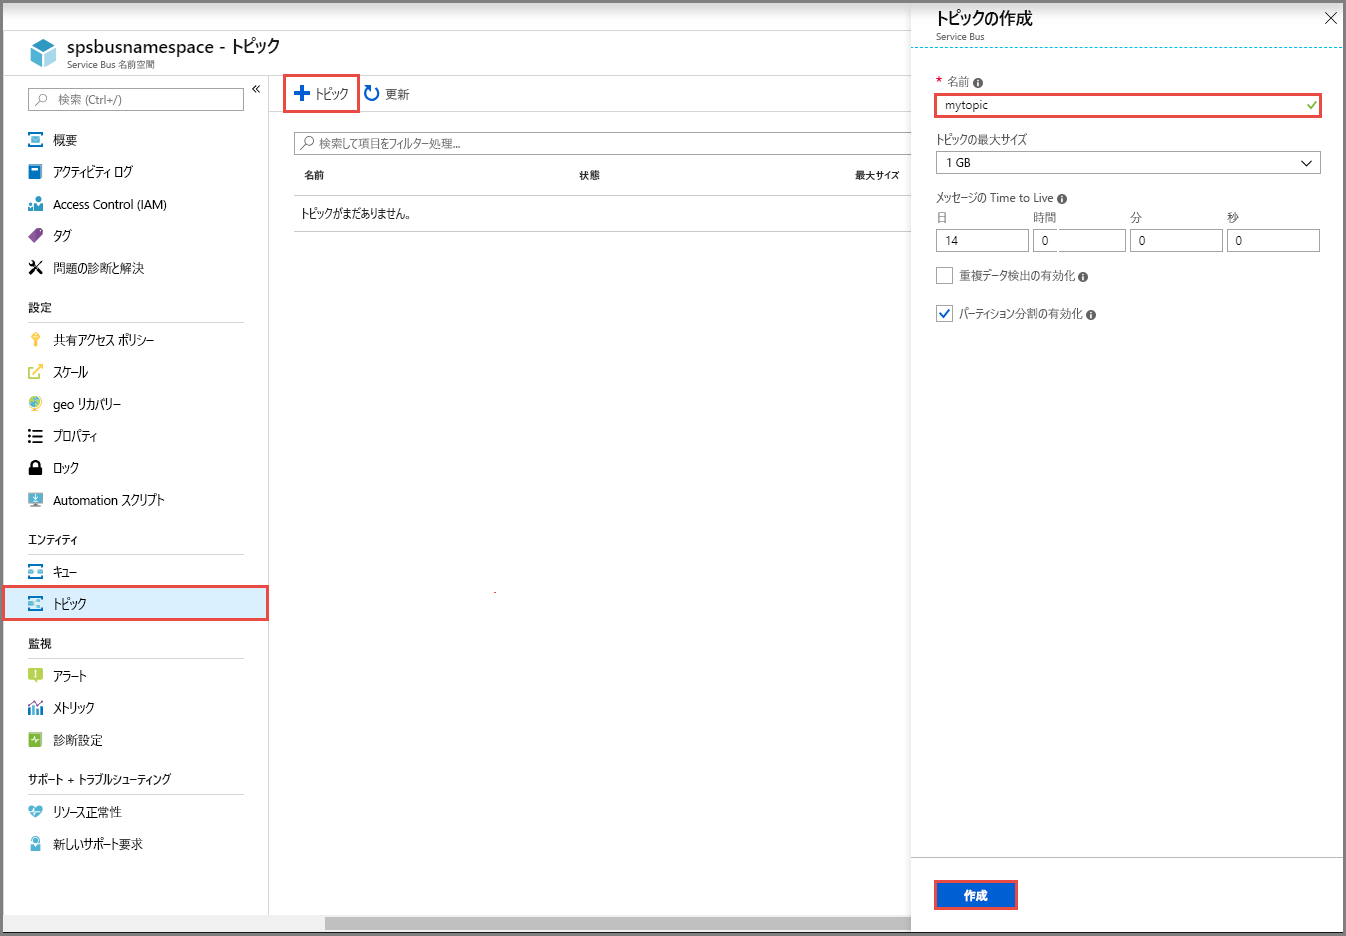 spsbusnamespace - トピック
Service Bus 名前空間
検索 (Ctrl+/)
«
概要
アクティビティ ログ
Access Control (IAM)
タグ
問題の診断と解決
設定
共有アクセス ポリシー
スケール
geo リカバリー
プロパティ
ロック
Automation スクリプト
エンティティ
キュー
トピック
監視
アラート
メトリック
診断設定
サポート + トラブルシューティング
リソース正常性
新しいサポート要求
トピック 更新
検索して項目をフィルター処理...
名前 状態 最大サイズ
トピックがまだありません。
トピックの作成
Service Bus
* 名前
mytopic
トピックの最大サイズ
1 GB
メッセージの Time to Live
日 時間 分 秒
14 0 0 0
重複データ検出の有効化
パーティション分割の有効化
作成